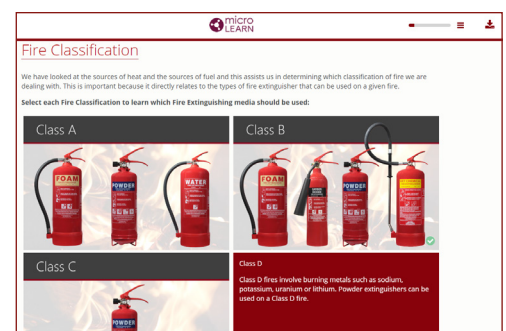 micro
LEARN
Fire Classification
We have looked at the sources of heat and the sources of fuel and this assists us in determining which classification of fire we are
dealing with. This is important because it directly relates to the types of fire extinguisher that can be used on a given fire.
Select each Fire Classification to learn which Fire Extinguishing media should be used:
Class A
FOAM
POWDER
WATER
Class B
FOAM
POWDER
Class C
POWDER
Class D
Class D fires involve burning metals such as sodium,
potassium, uranium or lithium. Powder extinguishers can be
used on a Class D fire.